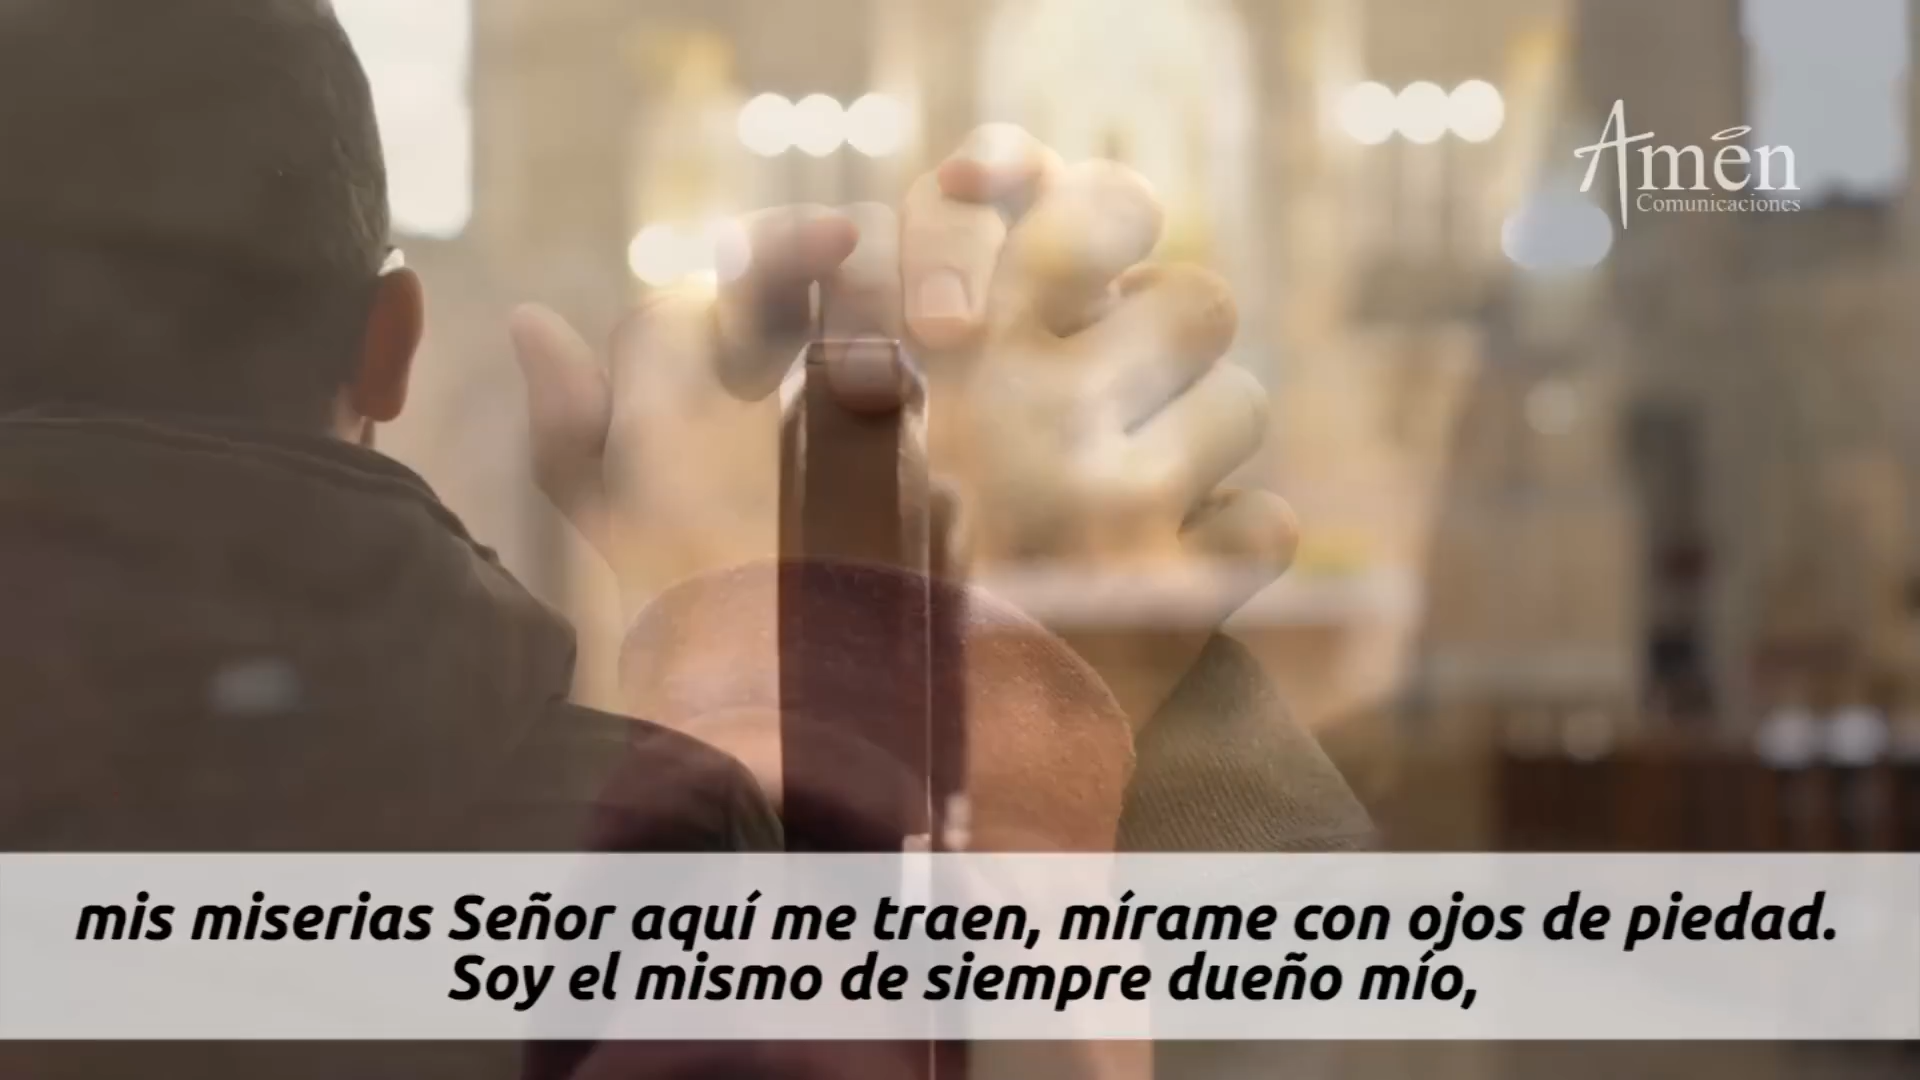 Amén
Comunicaciones
mis miserias Señor aquí me traen, mírame con ojos de piedad.
Soy el mismo de siempre dueño mío,